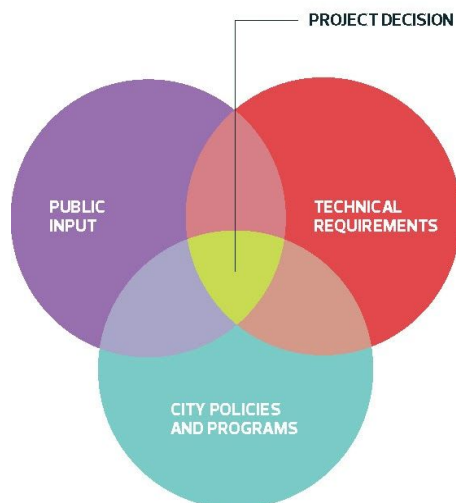 PROJECT DECISION
PUBLIC
INPUT
TECHNICAL
REQUIREMENTS
CITY POLICIES
AND PROGRAMS